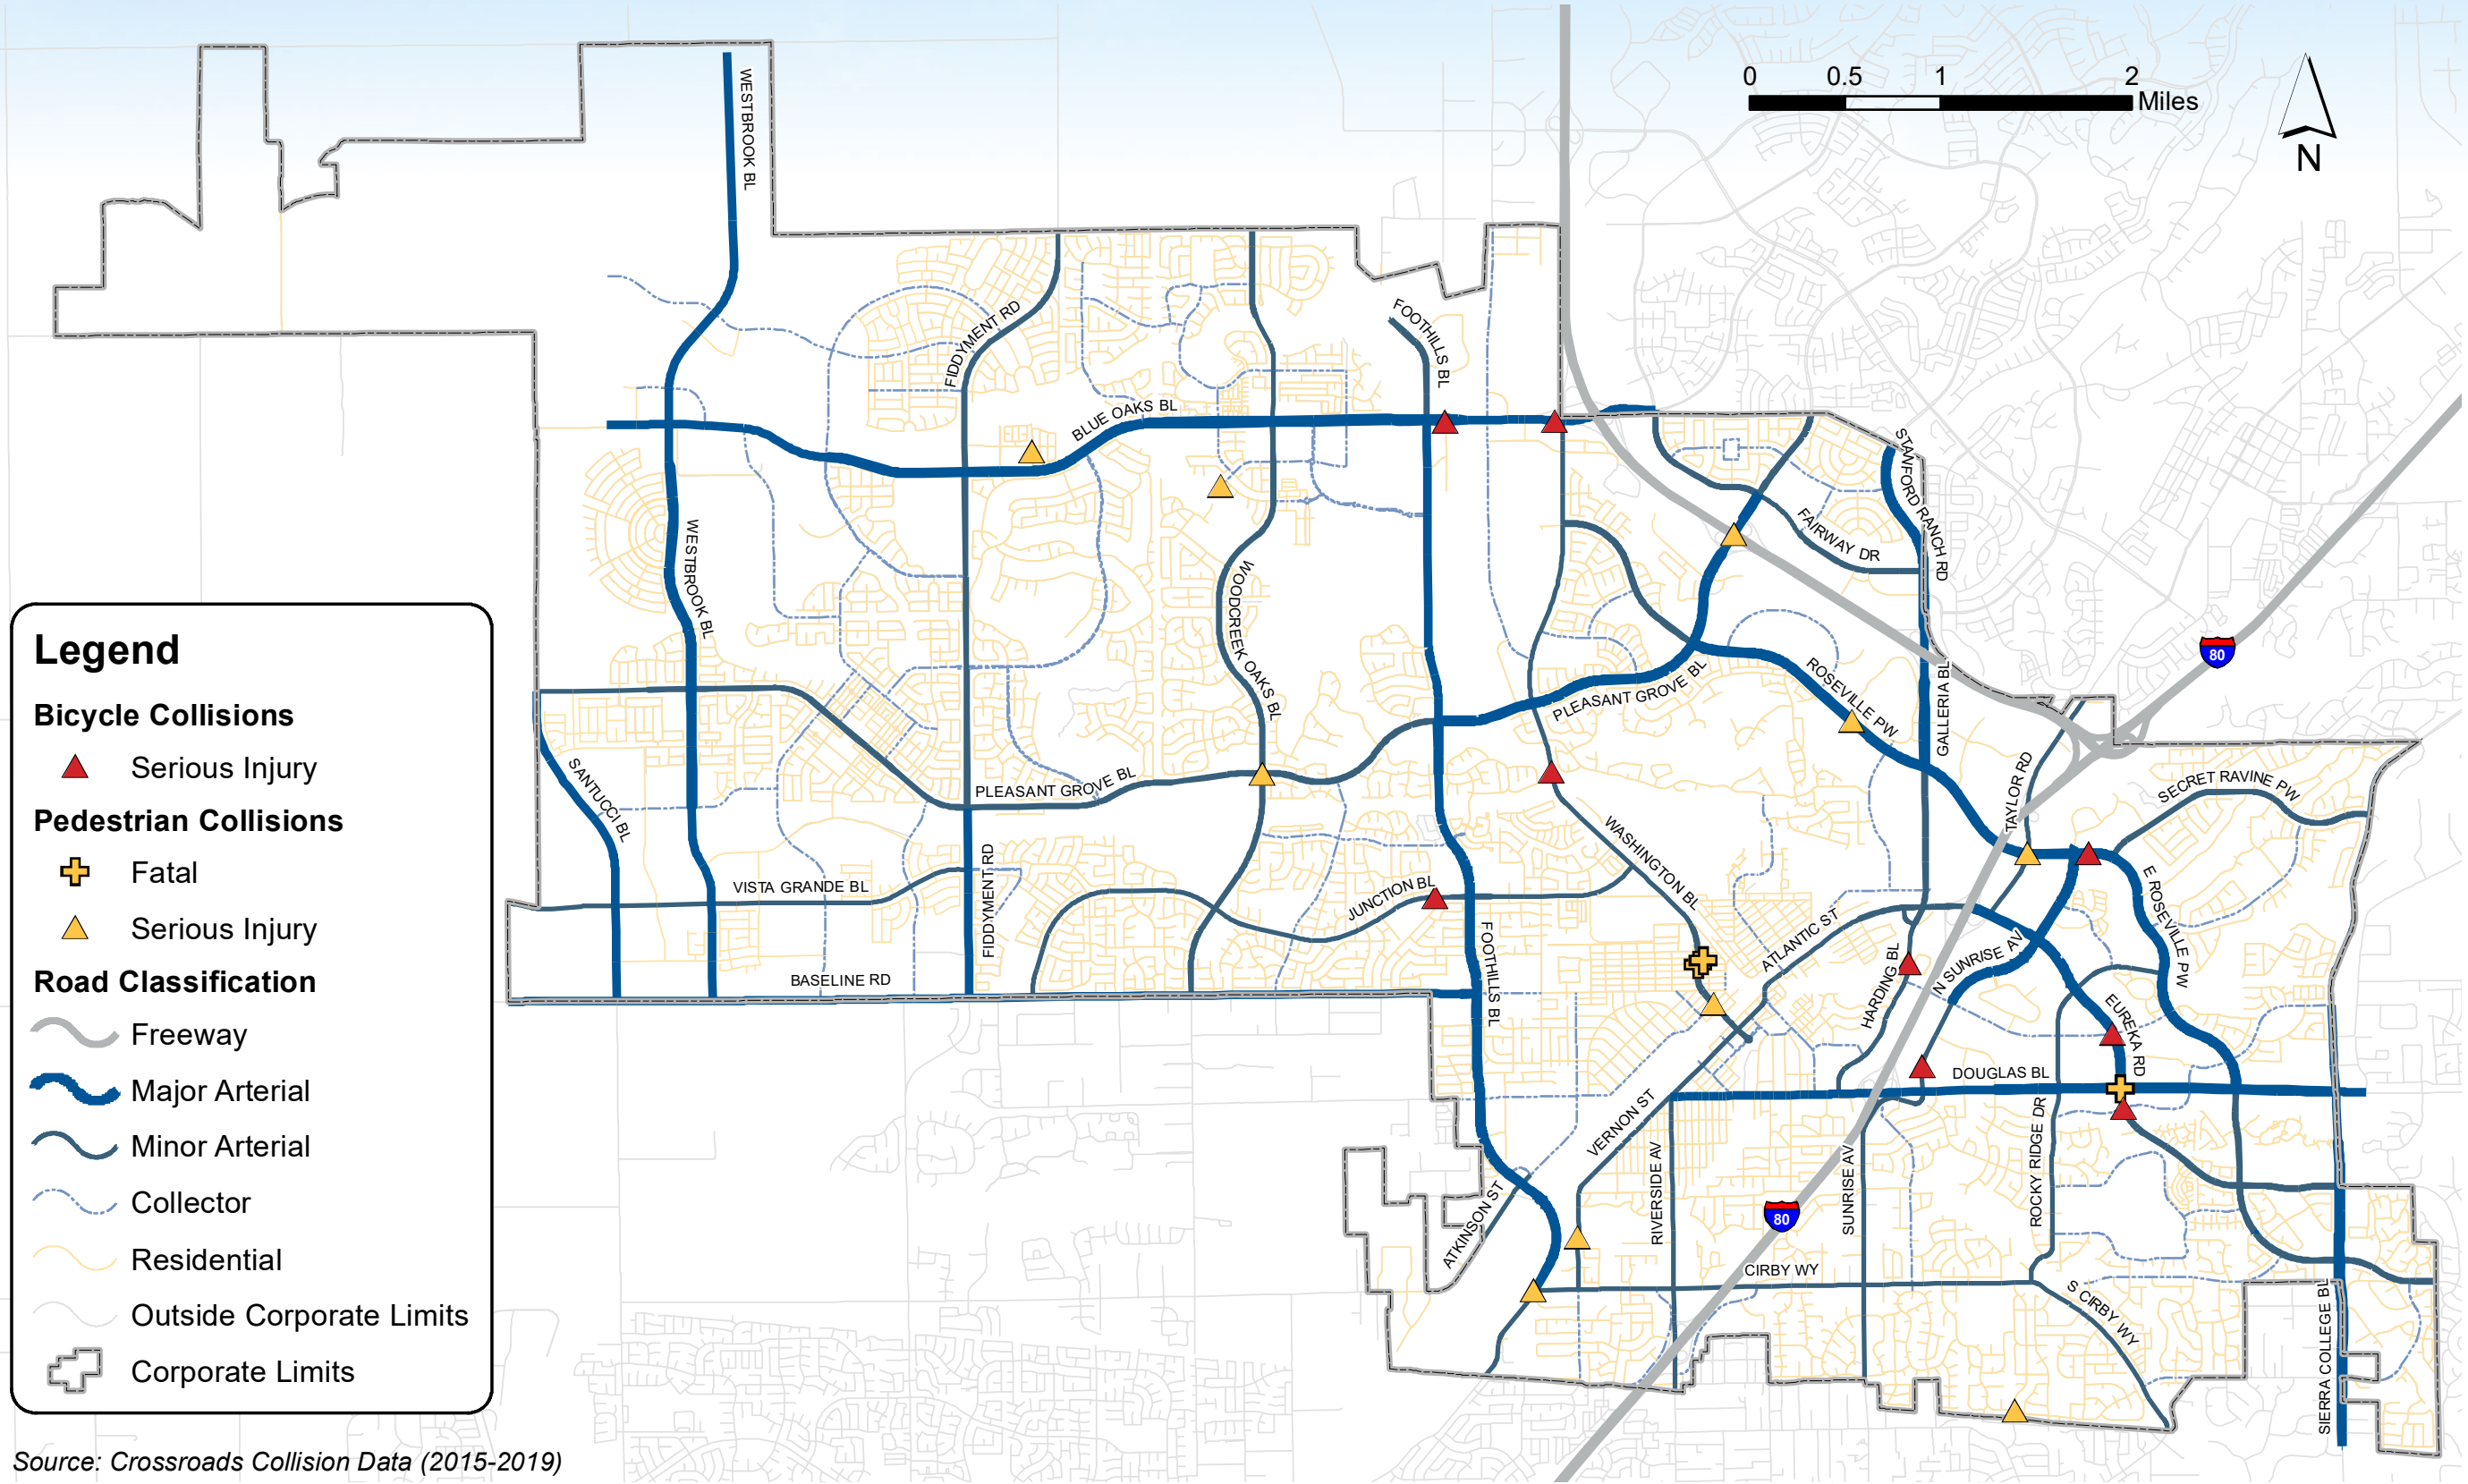 0 0.5 1 2
Miles
N
WESTBROOK BL
FIDDYMENT RD
FOOTHILLS BL
BLUE OAKS BL
STANFORD RANCH RD
FAIRWAY DR
WESTBROOK BL
WOODCREEK OAKS BL
PLEASANT GROVE BL
ROSEVILLE PW
GALLERIA BL
80
TAYLOR RD
SECRET RAVINE PW
SANTUCCI BL
PLEASANT GROVE BL
WASHINGTON BL
VISTA GRANDE BL
FIDDYMENT RD
JUNCTION BL
E ROSEVILLE PW
ATLANTIC ST
FOOTHILLS BL
HARDING BL
N SUNRISE AV
BASELINE RD
EUREKA RD
DOUGLAS BL
VERNON ST
RIVERSIDE AV
SUNRISE AV
ROCKY RIDGE DR
ATKINSON ST
80
CIRBY WY
S CIRBY WY
SIERRA COLLEGE BL
Legend
Bicycle Collisions
Serious Injury
Pedestrian Collisions
Fatal
Serious Injury
Road Classification
Freeway
Major Arterial
Minor Arterial
Collector
Residential
Outside Corporate Limits
Corporate Limits
Source: Crossroads Collision Data (2015-2019)